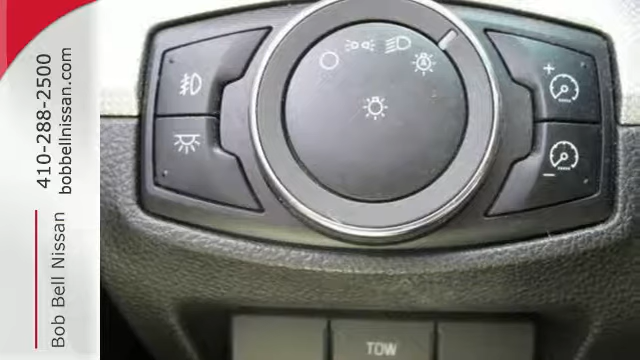 410-288-2500
bobbellnissan.com
Bob Bell Nissan
A
+
−
TOW